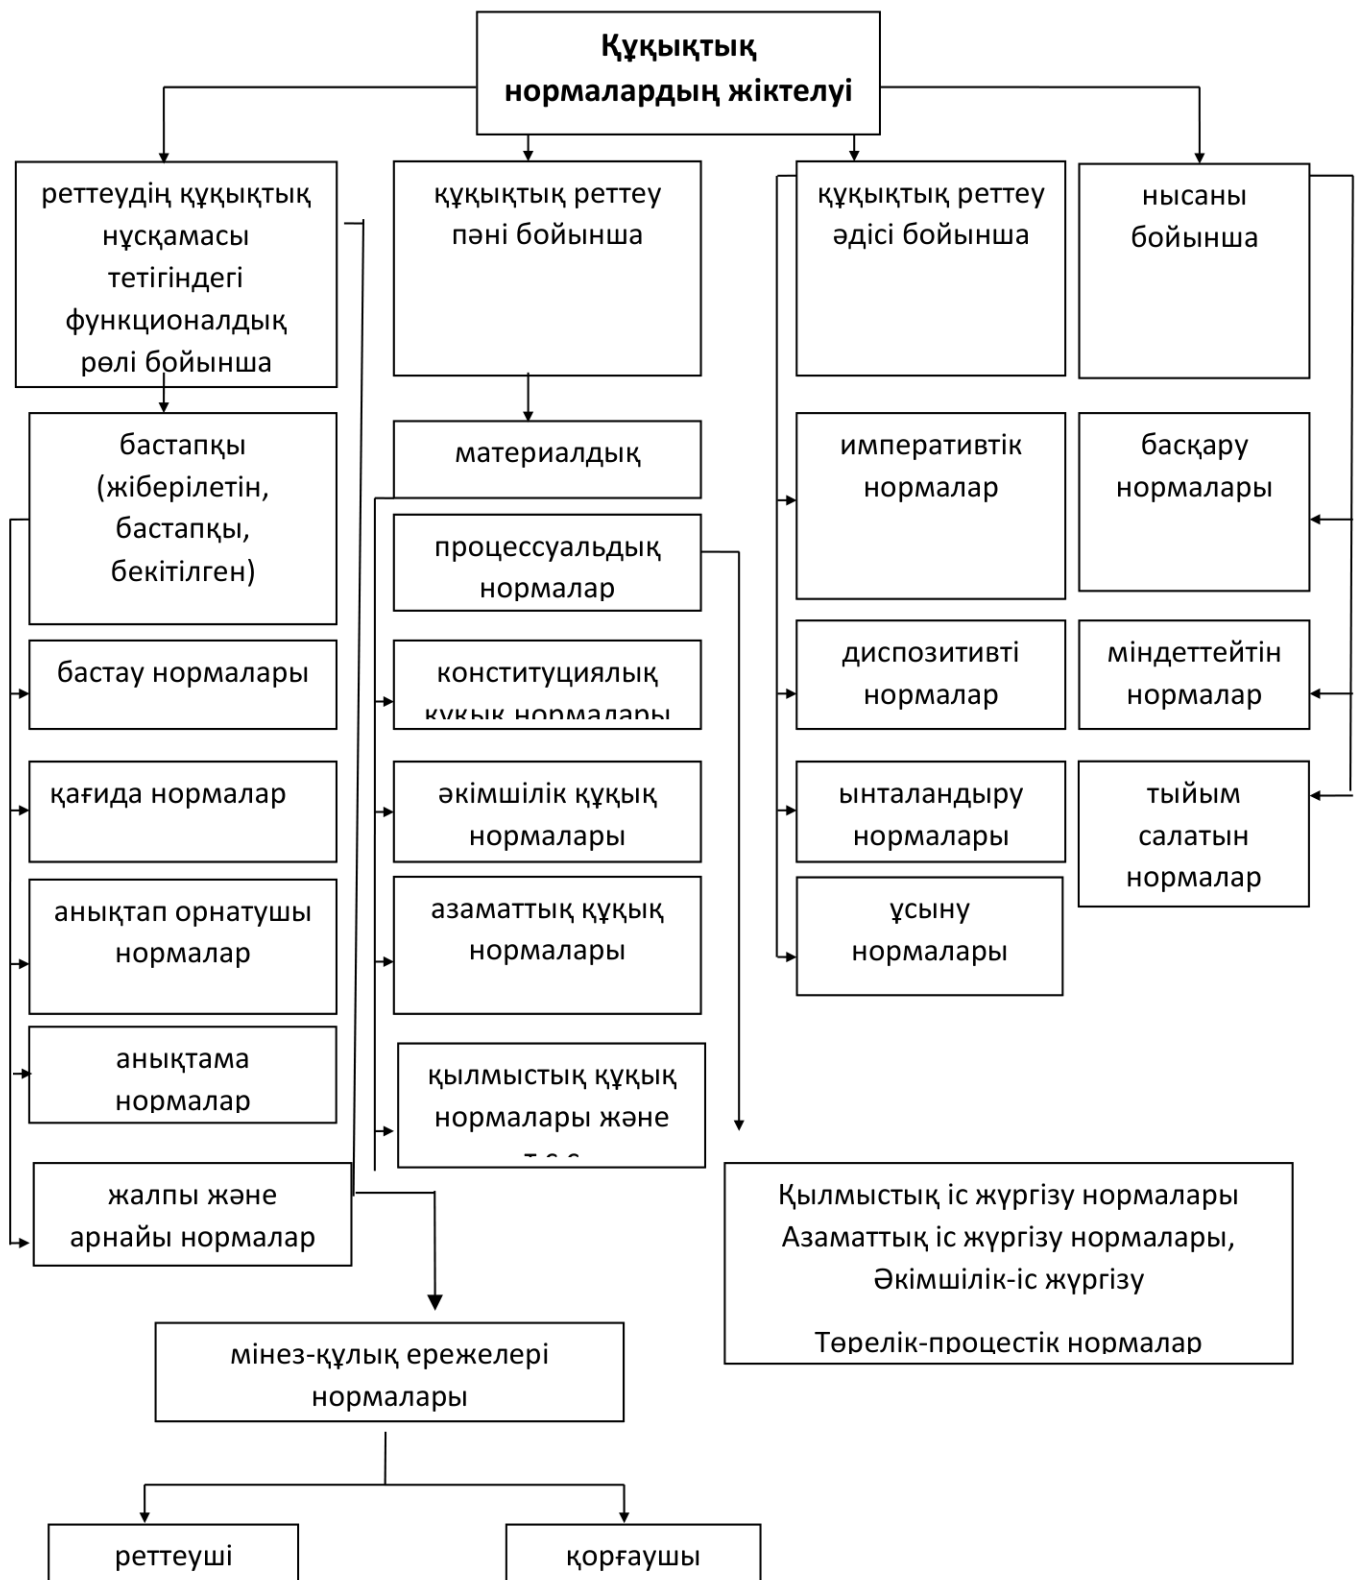 Құқықтық
нормалардың жіктелуі
реттеудің құқықтық
нұсқамасы
тетігіндегі
функционалдық
рөлі бойынша
құқықтық реттеу
пәні бойынша
құқықтық реттеу
әдісі бойынша
нысаны
бойынша
бастапқы
(жіберілетін,
бастапқы,
бекітілген)
материалдық
процессуальдық
нормалар
императивтік
нормалар
басқару
нормалары
бастау нормалары
конституциялық
құқық нормалары
диспозитивті
нормалар
міндеттейтін
нормалар
қағида нормалар
әкімшілік құқық
нормалары
ынталандыру
нормалары
тыйым
салатын
нормалар
анықтап орнатушы
нормалар
азаматтық құқық
нормалары
ұсыну
нормалары
анықтама
нормалар
қылмыстық құқық
нормалары және
жалпы және
арнайы нормалар
Қылмыстық іс жүргізу нормалары
Азаматтық іс жүргізу нормалары,
Әкімшілік-іс жүргізу
Төрелік-процестік нормалар
мінез-құлық ережелері
нормалары
реттеуші
қорғаушы